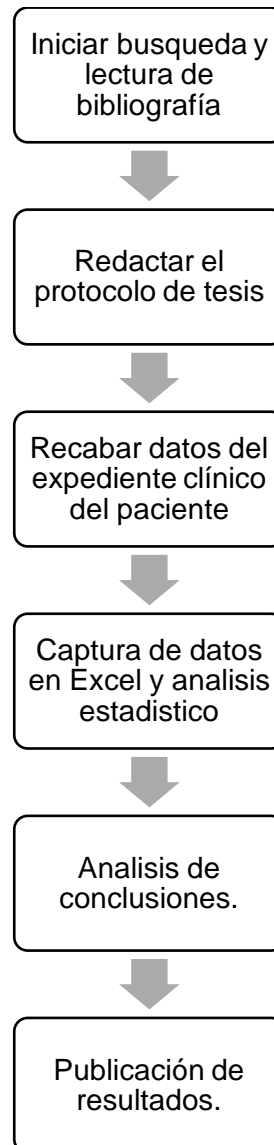 Iniciar busqueda y
lectura de
bibliografía
Redactar el
protocolo de tesis
Recabar datos del
expediente clínico
del paciente
Captura de datos
en Excel y analisis
estadistico
Analisis de
conclusiones.
Publicación de
resultados.